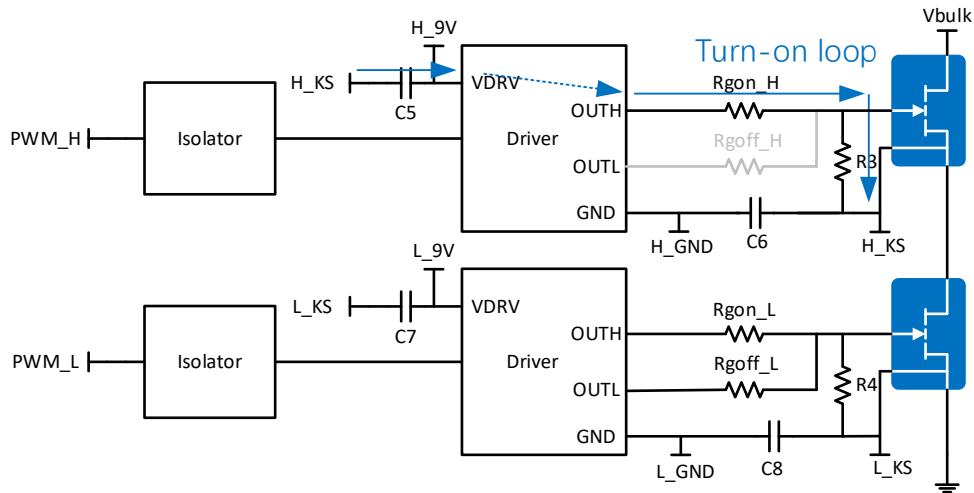 Vbulk
H_9V
Turn-on loop
H_KS
C5
VDRV
Rgon_H
OUTH
PWM_H
Isolator
Driver
Rgoff_H
OUTL
R3
GND
H_GND
C6
H_KS
L_9V
L_KS
C7
VDRV
Rgon_L
OUTH
PWM_L
Isolator
Driver
Rgoff_L
OUTL
R4
GND
L_GND
C8
L_KS